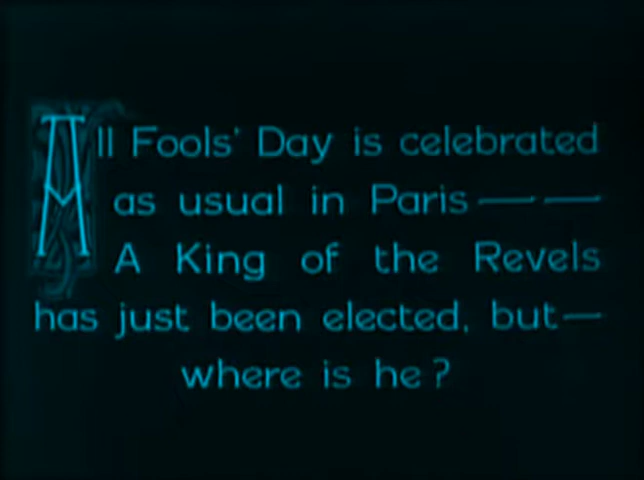 All Fools' Day is celebrated
as usual in Paris — —
A King of the Revels
has just been elected, but—
where is he?